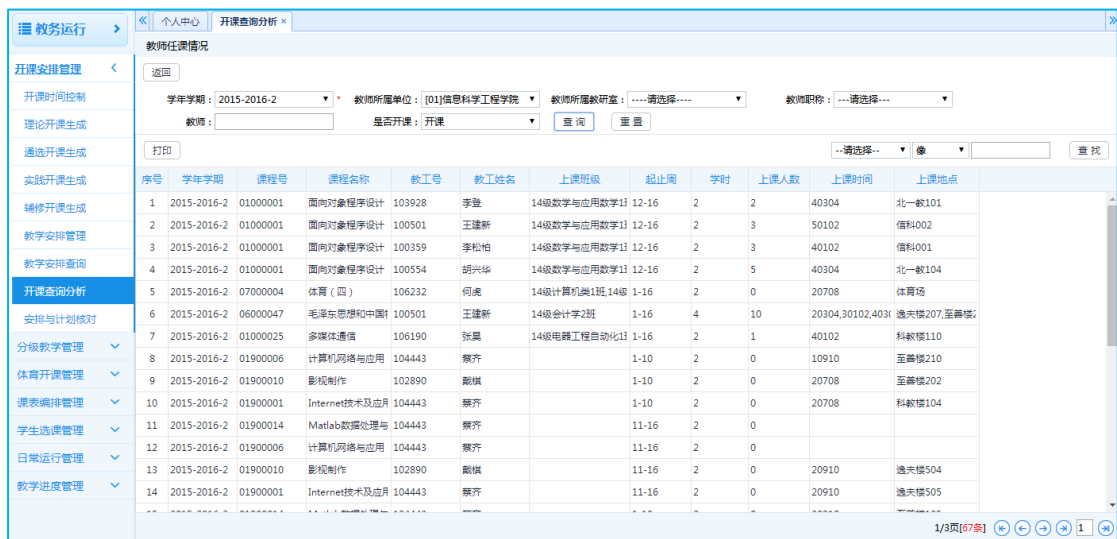 教务运行
个人中心 开课查询分析
教师任课情况
开课安排管理
返回
开课时间控制
学年学期： 2015-2016-2 * 教师所属单位： [01]信息科学工程学院 教师所属教研室： ----请选择---- 教师职称： ---请选择---
理论开课生成
教师： 是否开课： 开课 查 询 重 置
通选开课生成
打印 --请选择-- 像 查 找
实践开课生成
序号 学年学期 课程号 课程名称 教工号 教工姓名 上课班级 起止周 学时 上课人数 上课时间 上课地点
辅修开课生成
1 2015-2016-2 01000001 面向对象程序设计 103928 李登 14级数学与应用数学1 12-16 2 2 40304 北一教101
2 2015-2016-2 01000001 面向对象程序设计 100501 王建新 14级数学与应用数学1 12-16 2 3 50102 信科002
教学安排管理
3 2015-2016-2 01000001 面向对象程序设计 100359 李松柏 14级数学与应用数学1 12-16 2 3 40102 信科001
教学安排查询
4 2015-2016-2 01000001 面向对象程序设计 100554 胡兴华 14级数学与应用数学1 12-16 2 5 40304 北一教104
开课查询分析
5 2015-2016-2 07000004 体育（四） 106232 何虎 14级计算机类1班,14级 1-16 2 0 20708 体育场
安排与计划核对
6 2015-2016-2 06000047 毛泽东思想和中国 100501 王建新 14级会计学2班 1-16 4 10 20304,30102,4030 逸夫楼207,至善楼2
分级教学管理
7 2015-2016-2 01000025 多媒体通信 106190 张昊 14级电器工程自动化1 1-16 2 1 40102 科教楼110
8 2015-2016-2 01900006 计算机网络与应用 104443 蔡齐 1-10 2 0 10910 至善楼210
体育开课管理
9 2015-2016-2 01900010 影视制作 102890 戴棋 1-10 2 0 20708 至善楼202
课表编排管理
10 2015-2016-2 01900001 Internet技术及应用 104443 蔡齐 1-10 2 0 20708 科教楼104
学生选课管理
11 2015-2016-2 01900014 Matlab数据处理与 104443 蔡齐 11-16 2 0
日常运行管理
12 2015-2016-2 01900006 计算机网络与应用 104443 蔡齐 11-16 2 0
13 2015-2016-2 01900010 影视制作 102890 戴棋 11-16 2 0 20910 逸夫楼504
教学进度管理
14 2015-2016-2 01900001 Internet技术及应用 104443 蔡齐 11-16 2 0 20910 逸夫楼505
1/3页[67条] 1